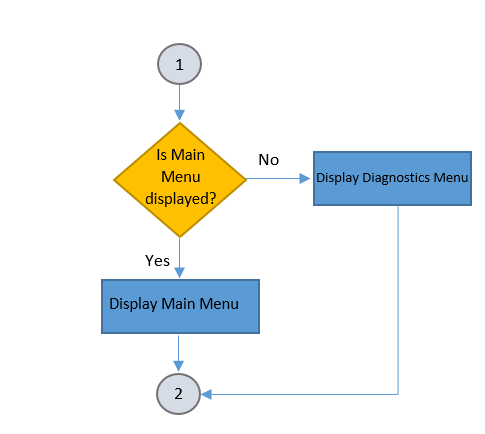 1
Is Main
Menu
displayed?
No
Display Diagnostics Menu
Yes
Display Main Menu
2